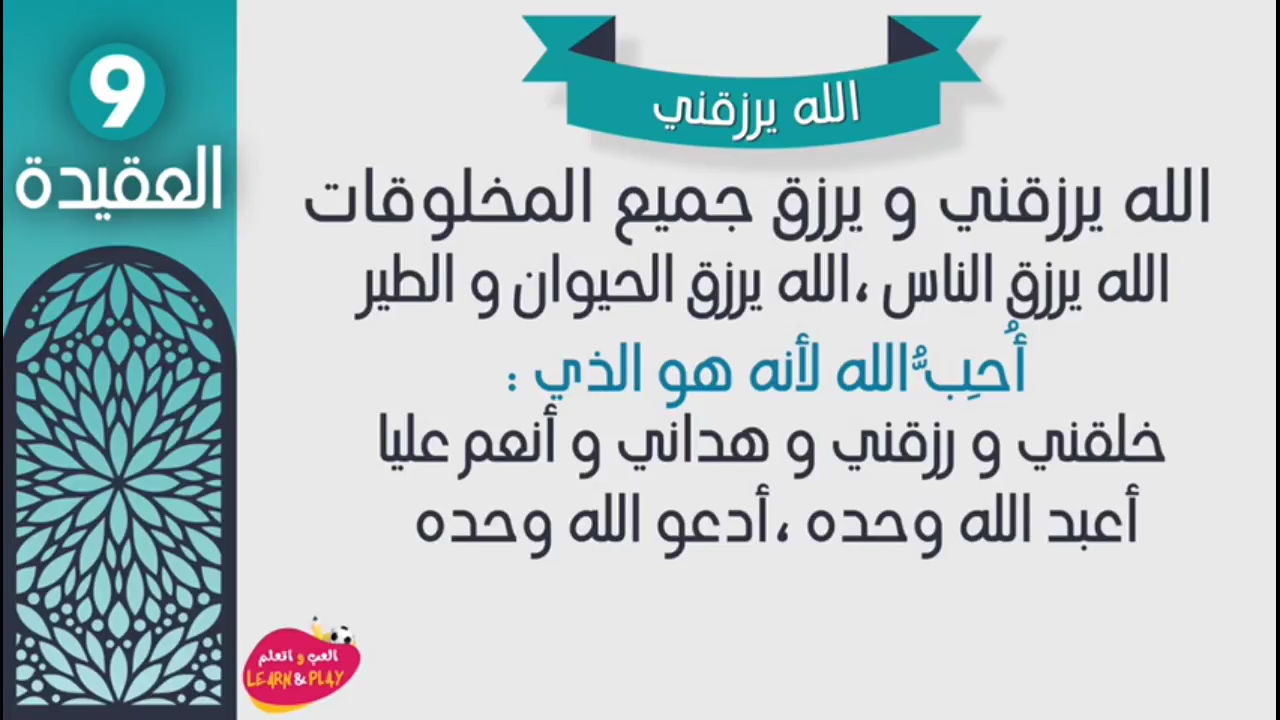 9
العقيدة
الله يرزقني
الله يرزقني و يرزق جميع المخلوقات
الله يرزق الناس ،الله يرزق الحيوان و الطير
أُحِبُّ الله لأنه هو الذي :
خلقني و رزقني و هداني و أنعم عليا
أعبد الله وحده ،أدعو الله وحده
العب و اتعلم
LEARN & PLAY